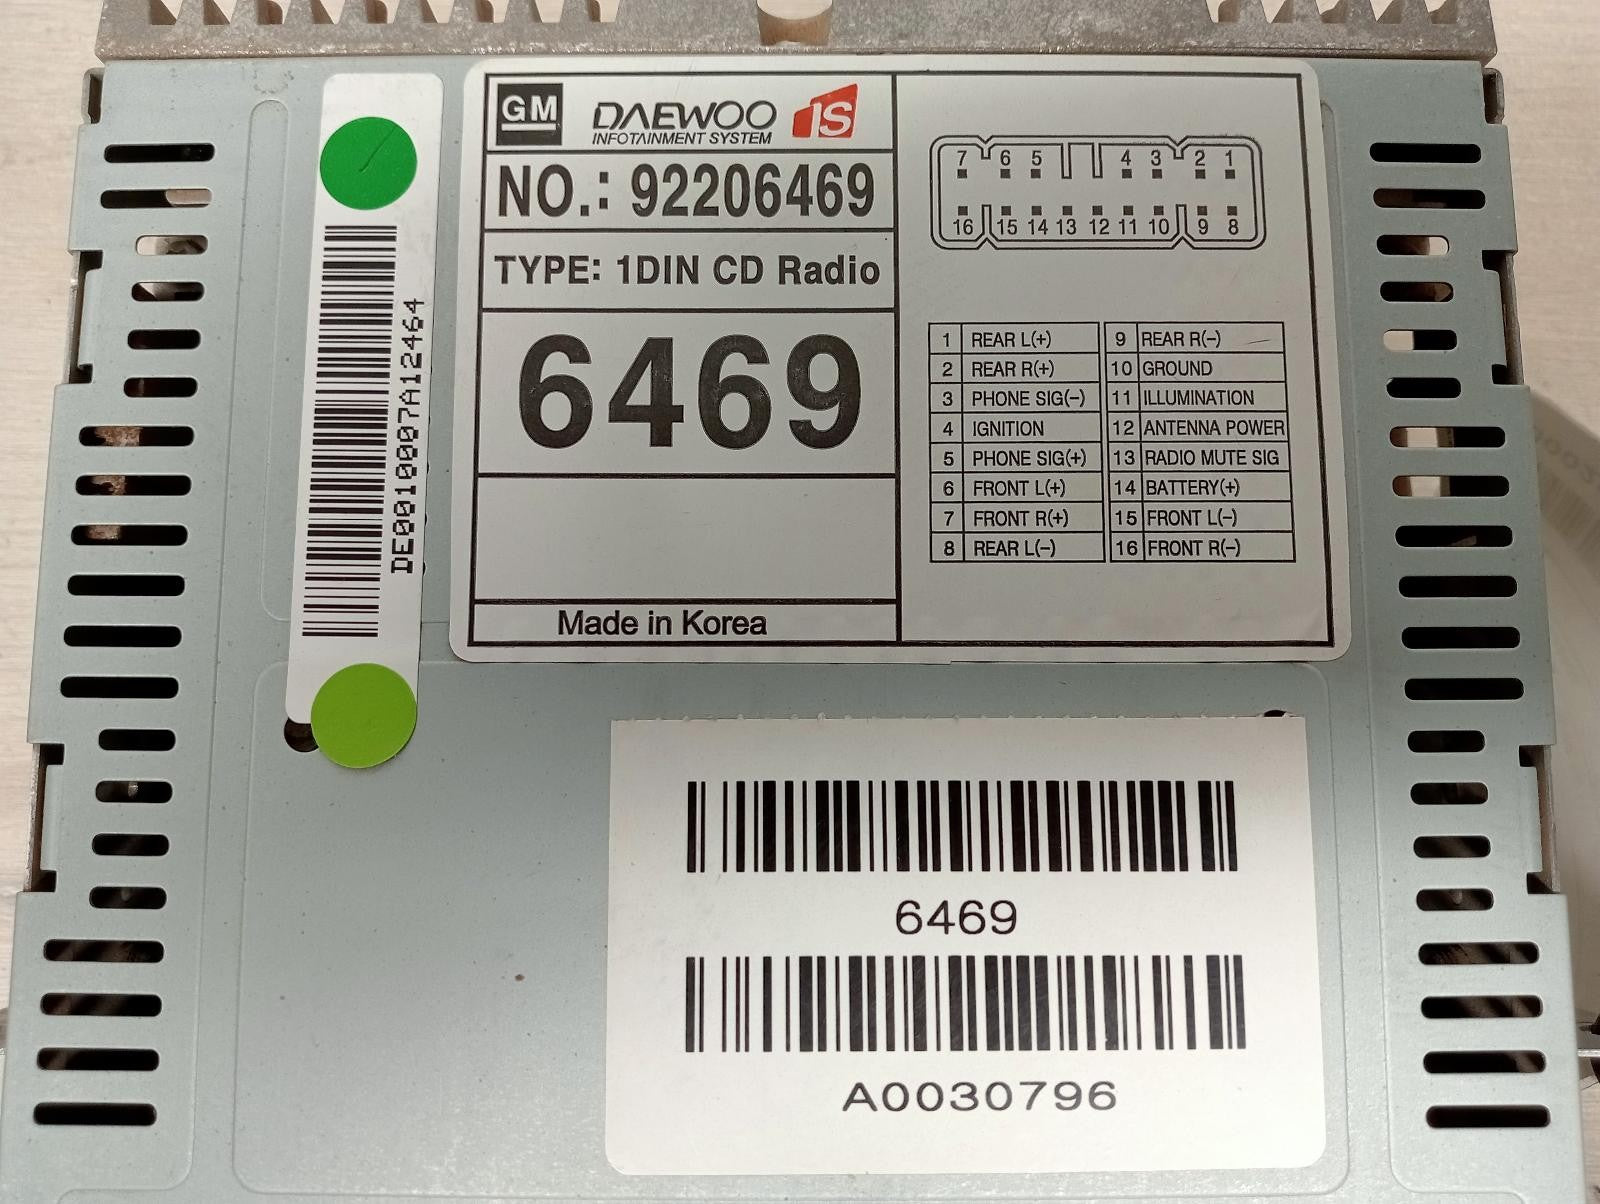 GM DAEWOO IS
INFOTAINMENT SYSTEM
NO.: 92206469
TYPE: 1DIN CD Radio
6469
Made in Korea
7 6 5 4 3 2 1
16 15 14 13 12 11 10 9 8
1 REAR L(+) 9 REAR R(-)
2 REAR R(+) 10 GROUND
3 PHONE SIG(-) 11 ILLUMINATION
4 IGNITION 12 ANTENNA POWER
5 PHONE SIG(+) 13 RADIO MUTE SIG
6 FRONT L(+) 14 BATTERY(+)
7 FRONT R(+) 15 FRONT L(-)
8 REAR L(-) 16 FRONT R(-)
DE0010007A12464
6469
A0030796